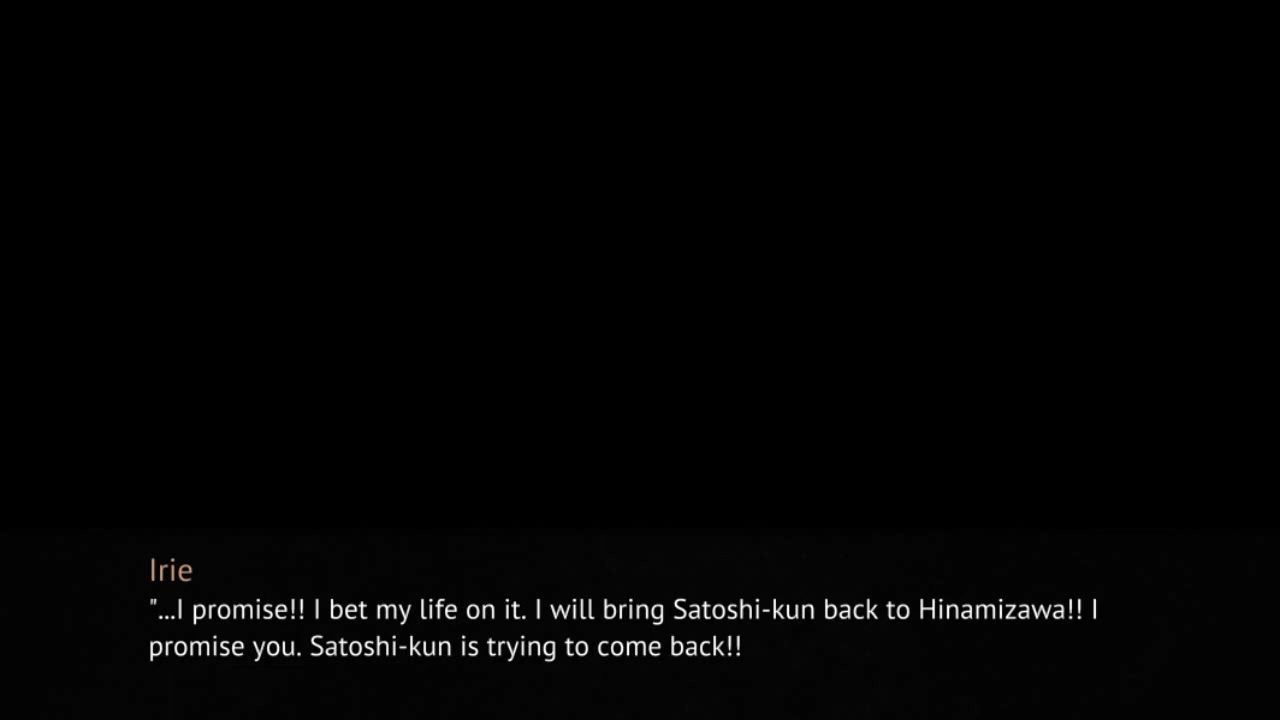 Irie
"...I promise!! I bet my life on it. I will bring Satoshi-kun back to Hinamizawa!! I
promise you. Satoshi-kun is trying to come back!!